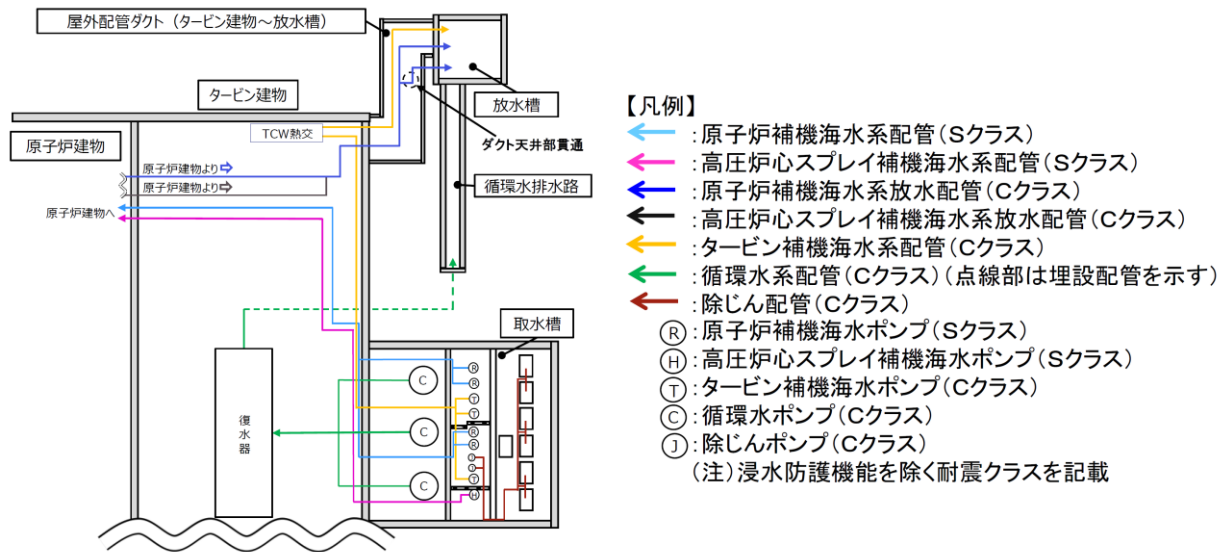 屋外配管ダクト（タービン建物～放水槽）
タービン建物
放水槽
原子炉建物
TCW熱交
ダクト天井部貫通
原子炉建物より⇨
原子炉建物より⇨
循環水排水路
原子炉建物へ
取水槽
復水器
C
C
C
R
R
T
T
R
R
J
J
T
H
【凡例】
：原子炉補機海水系配管（Sクラス）
：高圧炉心スプレイ補機海水系配管（Sクラス）
：原子炉補機海水系放水配管（Cクラス）
：高圧炉心スプレイ補機海水系放水配管（Cクラス）
：タービン補機海水系配管（Cクラス）
：循環水系配管（Cクラス）（点線部は埋設配管を示す）
：除じん配管（Cクラス）
Ⓡ：原子炉補機海水ポンプ（Sクラス）
Ⓗ：高圧炉心スプレイ補機海水ポンプ（Sクラス）
Ⓣ：タービン補機海水ポンプ（Cクラス）
Ⓒ：循環水ポンプ（Cクラス）
Ⓙ：除じんポンプ（Cクラス）
（注）浸水防護機能を除く耐震クラスを記載